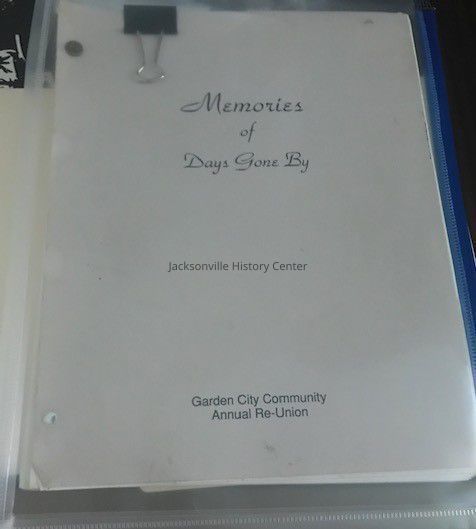 Memories
of
Days Gone By
Jacksonville History Center
Garden City Community
Annual Re-Union